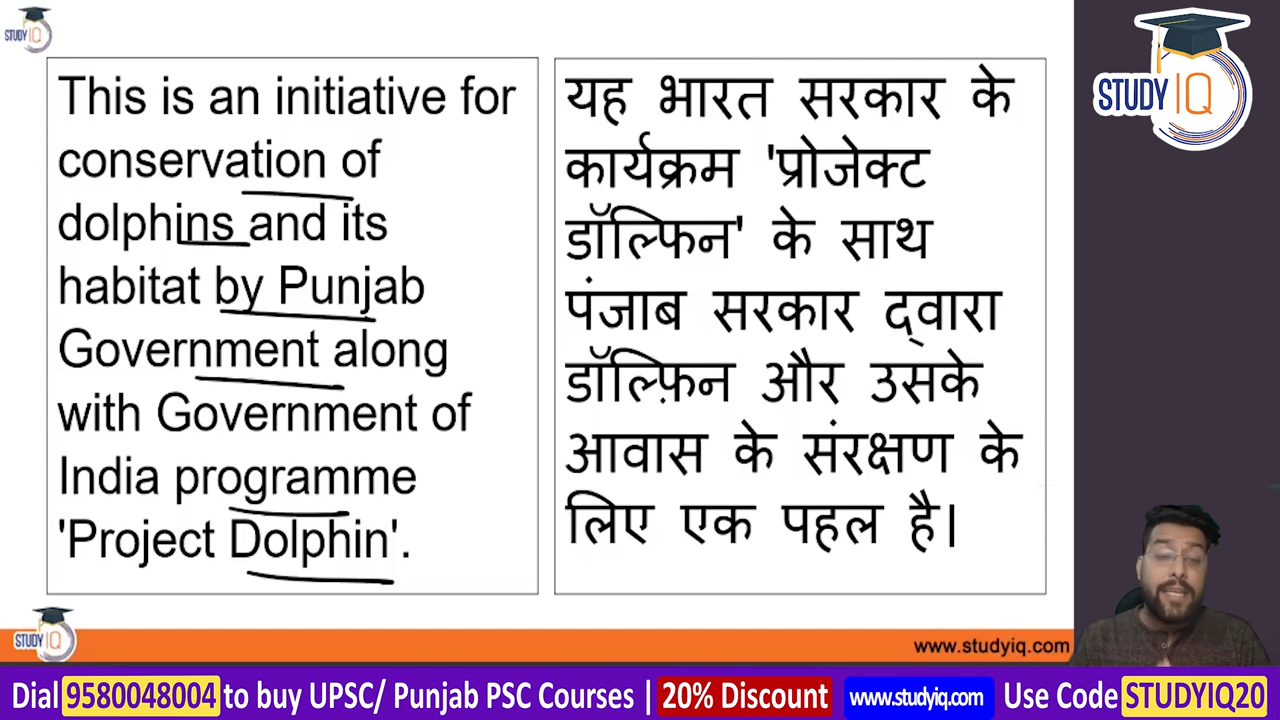 STUDY IQ
This is an initiative for
conservation of
dolphins and its
habitat by Punjab
Government along
with Government of
India programme
'Project Dolphin'.
यह भारत सरकार के
कार्यक्रम 'प्रोजेक्ट
डॉल्फिन' के साथ
पंजाब सरकार द्वारा
डॉल्फ़िन और उसके
आवास के संरक्षण के
लिए एक पहल है।
STUDY IQ
STUDY IQ
www.studyiq.com
Dial 9580048004 to buy UPSC/ Punjab PSC Courses | 20% Discount www.studyiq.com Use Code STUDYIQ20